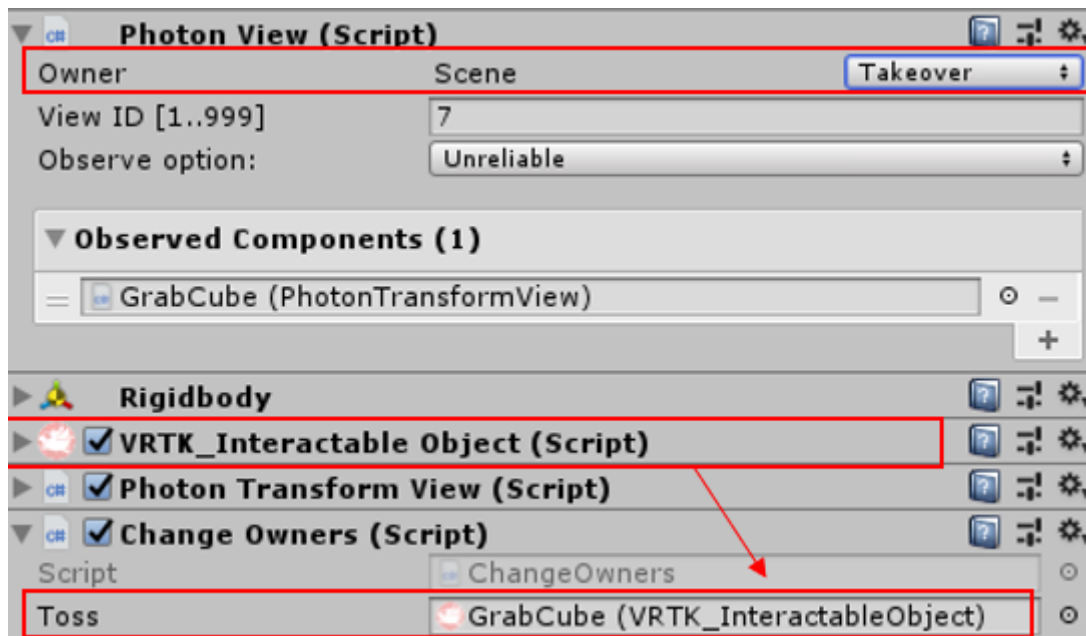 Photon View (Script)
Owner Scene Takeover
View ID [1..999] 7
Observe option: Unreliable
Observed Components (1)
GrabCube (PhotonTransformView)
Rigidbody
VRTK_Interactable Object (Script)
Photon Transform View (Script)
Change Owners (Script)
Script ChangeOwners
Toss GrabCube (VRTK_InteractableObject)